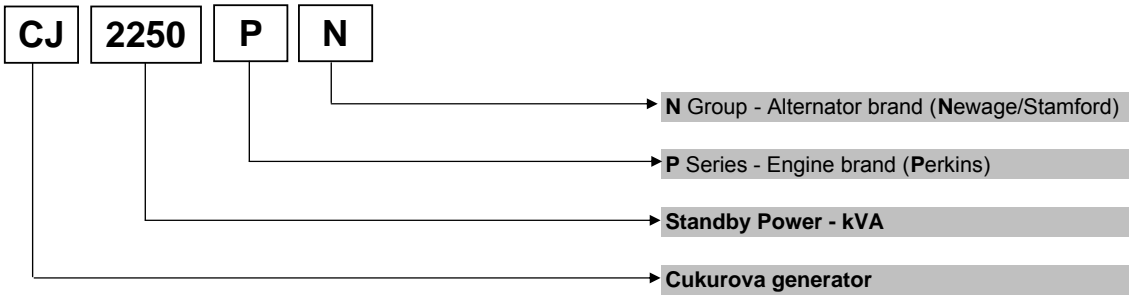 CJ 2250 P N
N Group - Alternator brand (Newage/Stamford)
P Series - Engine brand (Perkins)
Standby Power - kVA
Cukurova generator